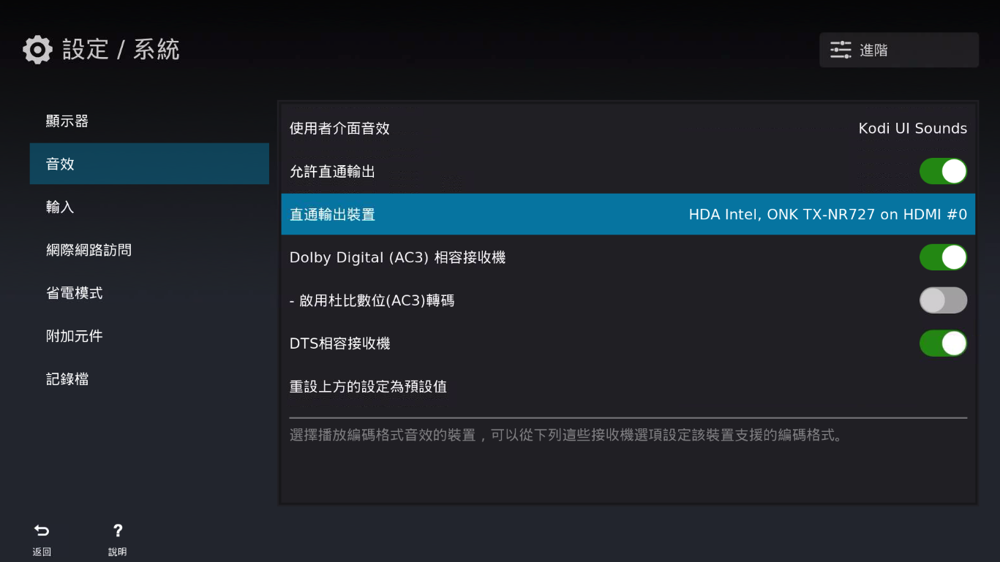 設定 / 系統
進階
顯示器
音效
輸入
網際網路訪問
省電模式
附加元件
記錄檔
使用者介面音效 Kodi UI Sounds
允許直通輸出
直通輸出裝置 HDA Intel, ONK TX-NR727 on HDMI #0
Dolby Digital (AC3) 相容接收機
- 啟用杜比數位(AC3)轉碼
DTS相容接收機
重設上方的設定為預設值
選擇播放編碼格式音效的裝置，可以從下列這些接收機選項設定該裝置支援的編碼格式。
返回
? 說明